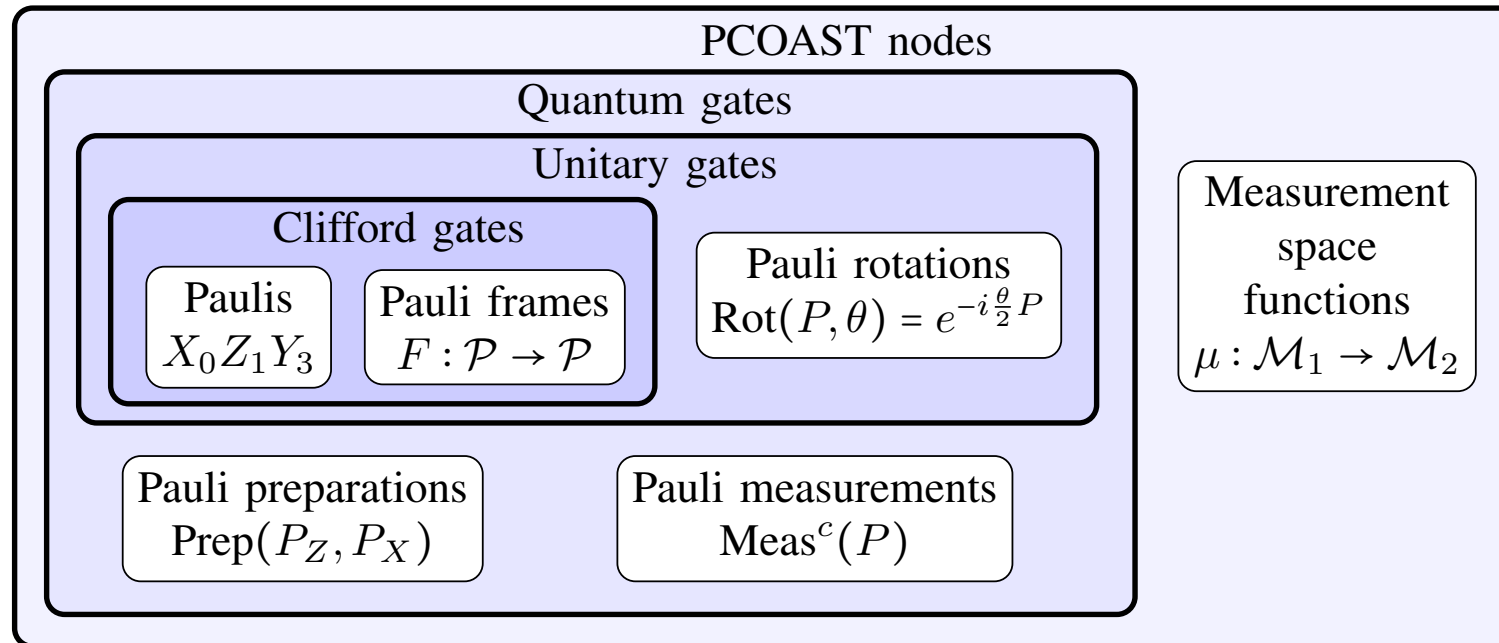 PCOAST nodes
Quantum gates
Unitary gates
Clifford gates
Paulis
X₀Z₁Y₃
Pauli frames
F : 𝒫 → 𝒫
Pauli rotations
Rot(P, θ) = e^{-i\frac{θ}{2}P}
Measurement
space
functions
μ : ℳ₁ → ℳ₂
Pauli preparations
Prep(P_Z, P_X)
Pauli measurements
Meas^c(P)